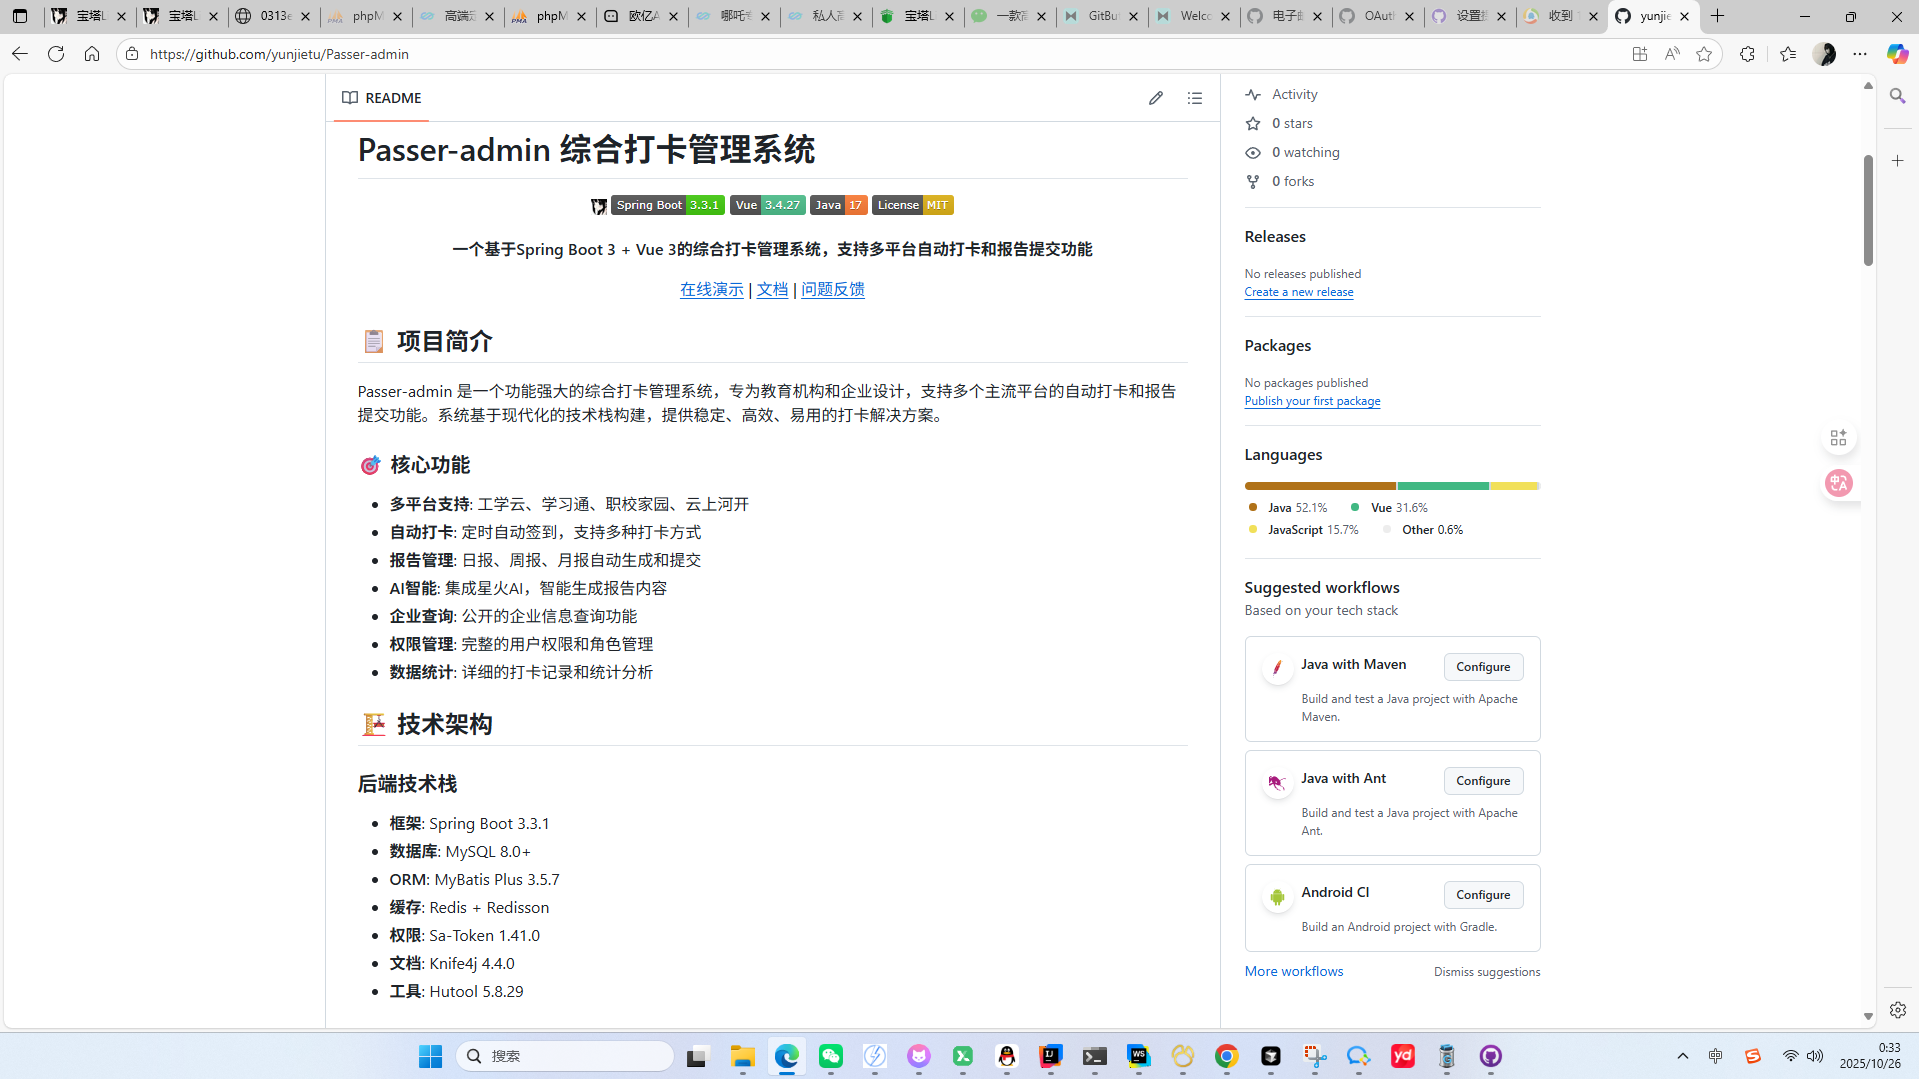 宝塔L
宝塔L
0313e
phpM
高端定
phpM
欧亿A
哪吒专
私人高
宝塔L
一款高
GitBu
Welco
电子邮
OAuth
设置接
收到
yunjie
https://github.com/yunjietu/Passer-admin
README
Passer-admin 综合打卡管理系统
Spring Boot 3.3.1 Vue 3.4.27 Java 17 License MIT
一个基于Spring Boot 3 + Vue 3的综合打卡管理系统，支持多平台自动打卡和报告提交功能
在线演示 | 文档 | 问题反馈
📋 项目简介
Passer-admin 是一个功能强大的综合打卡管理系统，专为教育机构和企业设计，支持多个主流平台的自动打卡和报告
提交功能。系统基于现代化的技术栈构建，提供稳定、高效、易用的打卡解决方案。
🎯 核心功能
• 多平台支持: 工学云、学习通、职校家园、云上河开
• 自动打卡: 定时自动签到，支持多种打卡方式
• 报告管理: 日报、周报、月报自动生成和提交
• AI智能: 集成星火AI，智能生成报告内容
• 企业查询: 公开的企业信息查询功能
• 权限管理: 完整的用户权限和角色管理
• 数据统计: 详细的打卡记录和统计分析
🏗️ 技术架构
后端技术栈
• 框架: Spring Boot 3.3.1
• 数据库: MySQL 8.0+
• ORM: MyBatis Plus 3.5.7
• 缓存: Redis + Redisson
• 权限: Sa-Token 1.41.0
• 文档: Knife4j 4.4.0
• 工具: Hutool 5.8.29
Activity
0 stars
0 watching
0 forks
Releases
No releases published
Create a new release
Packages
No packages published
Publish your first package
Languages
Java 52.1% Vue 31.6%
JavaScript 15.7% Other 0.6%
Suggested workflows
Based on your tech stack
Java with Maven
Configure
Build and test a Java project with Apache
Maven.
Java with Ant
Configure
Build and test a Java project with Apache
Ant.
Android CI
Configure
Build an Android project with Gradle.
More workflows
Dismiss suggestions
搜索
中
0:33
2025/10/26